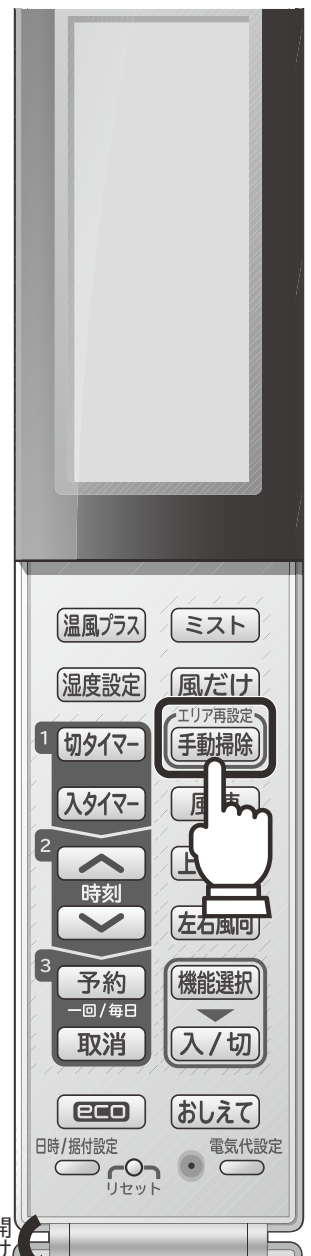 温風プラス
ミスト
湿度設定
風だけ
エリア再設定
1
切タイマー
手動掃除
入タイマー
2
時刻
左右風向
3
予約
一回/毎日
取消
機能選択
入/切
eco
おしえて
日時/据付設定
電気代設定
リセット
開
け